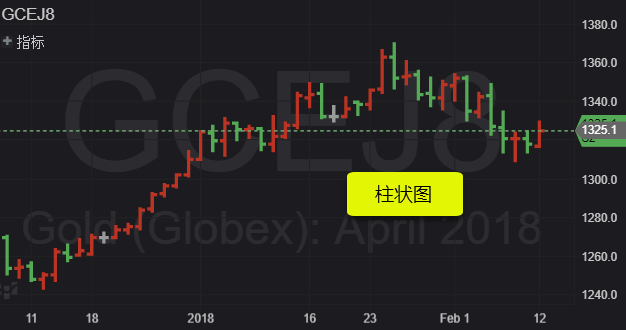 GCEJ8
指标
GCEJ8
Gold (Globex): April 2018
柱状图
1380.0
1360.0
1340.0
1325.1
1300.0
1280.0
1260.0
1240.0
11 18 2018 16 23 Feb 1 12